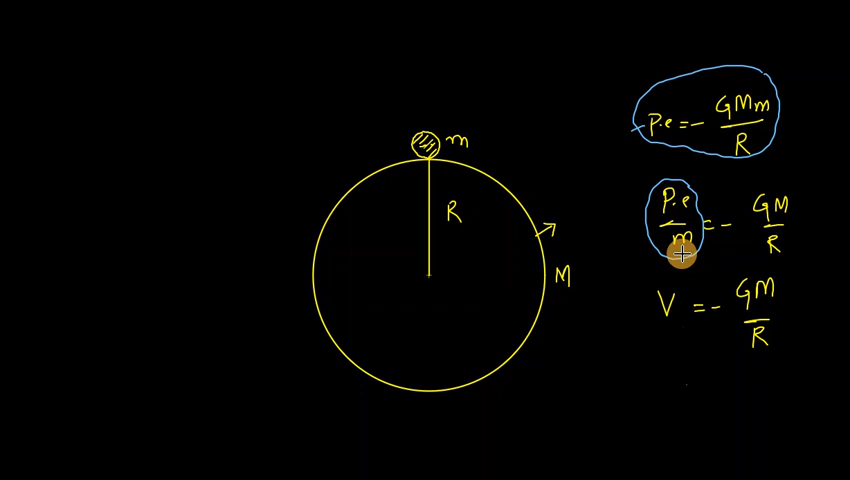 m
R
M
P.e = - GMm/R
P.e/m = - GM/R
V = - GM/R